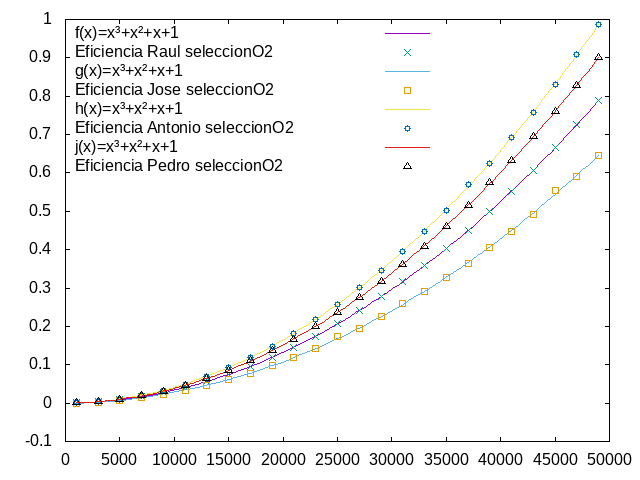 1
0.9
0.8
0.7
0.6
0.5
0.4
0.3
0.2
0.1
0
-0.1
f(x)=x³+x²+x+1
Eficiencia Raul seleccionO2
g(x)=x³+x²+x+1
Eficiencia Jose seleccionO2
h(x)=x³+x²+x+1
Eficiencia Antonio seleccionO2
j(x)=x³+x²+x+1
Eficiencia Pedro seleccionO2
0 5000 10000 15000 20000 25000 30000 35000 40000 45000 50000